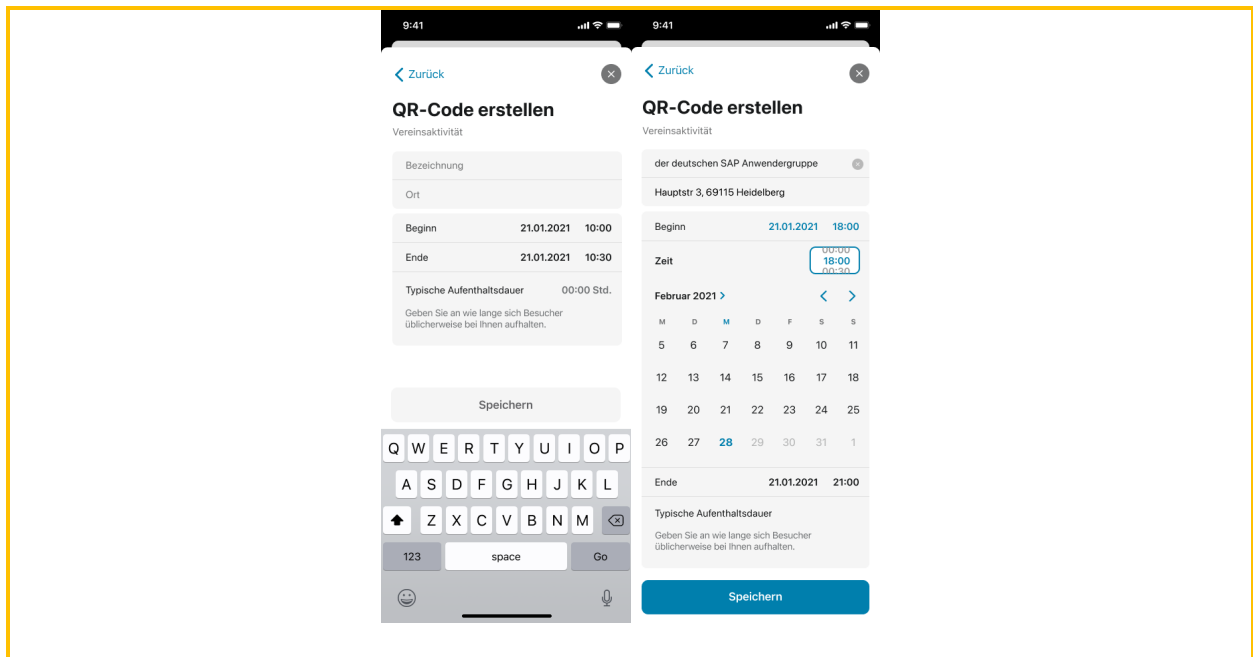 9:41
Zurück
QR-Code erstellen
Vereinsaktivität
Bezeichnung
Ort
Beginn 21.01.2021 10:00
Ende 21.01.2021 10:30
Typische Aufenthaltsdauer 00:00 Std.
Geben Sie an wie lange sich Besucher
üblicherweise bei Ihnen aufhalten.
Speichern
Q W E R T Y U I O P
A S D F G H J K L
Z X C V B N M
123 space Go
9:41
Zurück
QR-Code erstellen
Vereinsaktivität
der deutschen SAP Anwendergruppe
Hauptstr 3, 69115 Heidelberg
Beginn 21.01.2021 18:00
00:00
Zeit 18:00
00:30
Februar 2021
M D M D F S S
5 6 7 8 9 10 11
12 13 14 15 16 17 18
19 20 21 22 23 24 25
26 27 28 29 30 31 1
Ende 21.01.2021 21:00
Typische Aufenthaltsdauer
Geben Sie an wie lange sich Besucher
üblicherweise bei Ihnen aufhalten.
Speichern